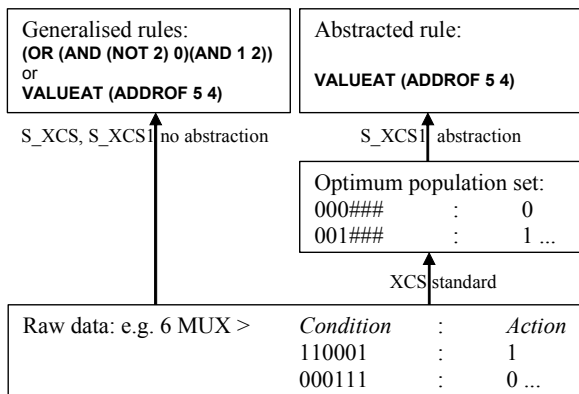 Generalised rules:
(OR (AND (NOT 2) 0)(AND 1 2))
or
VALUEAT (ADDROF 5 4)
Abstracted rule:
VALUEAT (ADDROF 5 4)
S_XCS, S_XCS1 no abstraction
S_XCS1 abstraction
Optimum population set:
000### : 0
001### : 1 ...
XCS standard
Raw data: e.g. 6 MUX > Condition : Action
110001 : 1
000111 : 0 ...